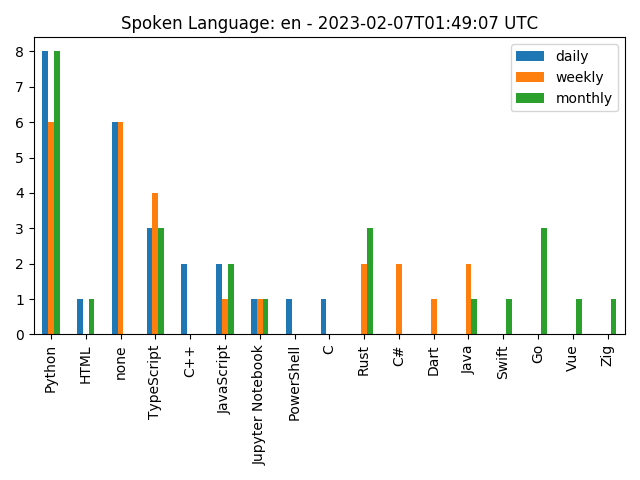 Spoken Language: en - 2023-02-07T01:49:07 UTC
daily
weekly
monthly
8
7
6
5
4
3
2
1
0
Python
HTML
none
TypeScript
C++
JavaScript
Jupyter Notebook
PowerShell
C
Rust
C#
Dart
Java
Swift
Go
Vue
Zig